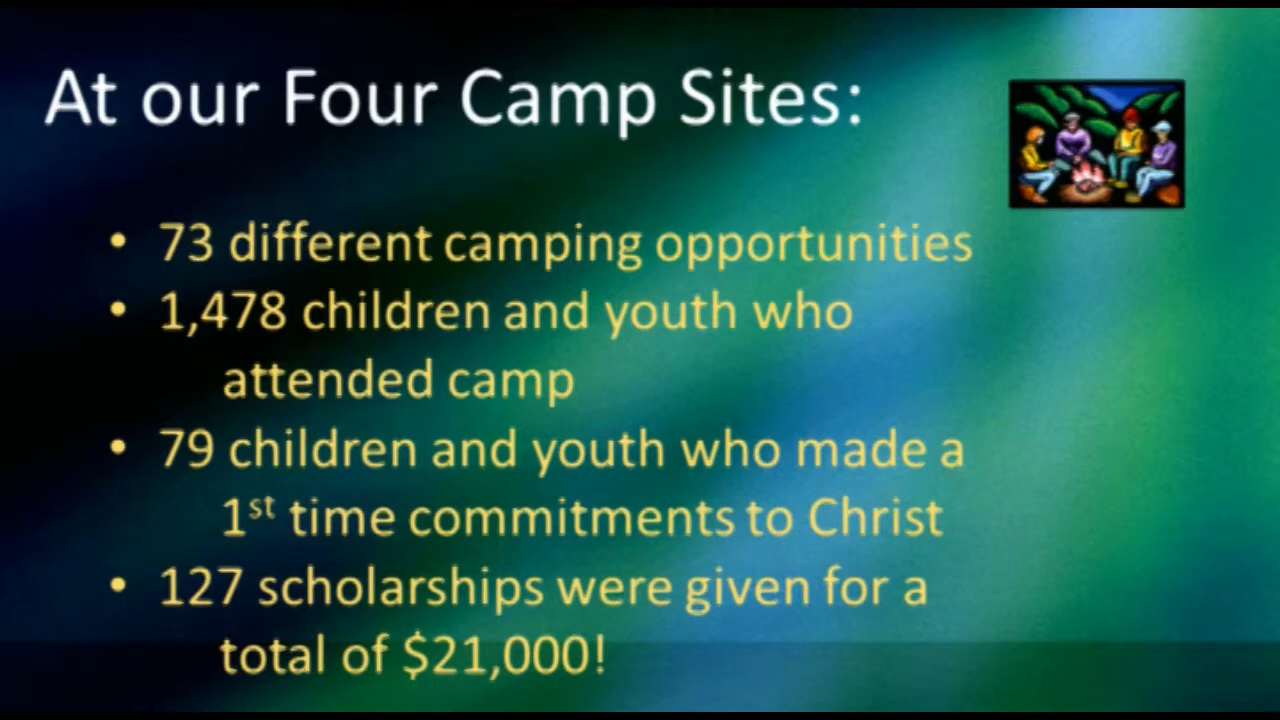 At our Four Camp Sites:
• 73 different camping opportunities
• 1,478 children and youth who
attended camp
• 79 children and youth who made a
1st time commitments to Christ
• 127 scholarships were given for a
total of $21,000!